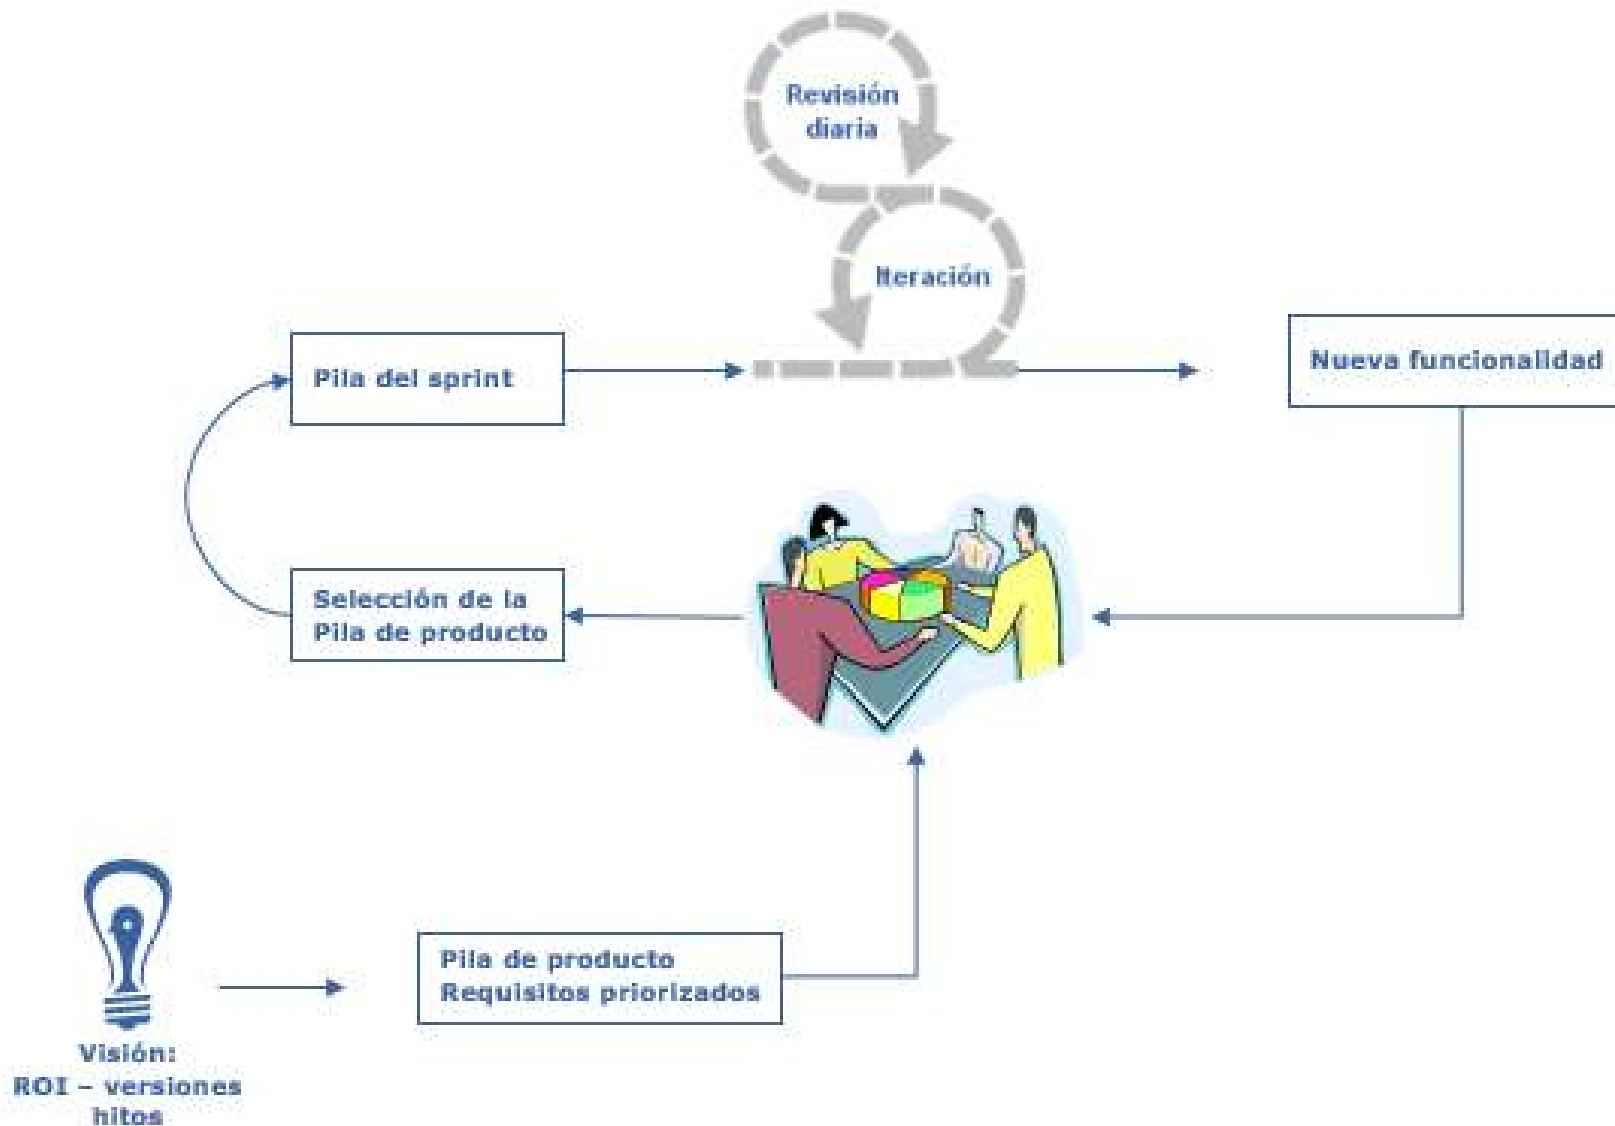 Revisión
diaria
Iteración
Pila del sprint
Nueva funcionalidad
Selección de la
Pila de producto
Pila de producto
Requisitos priorizados
Visión:
ROI – versiones
hitos